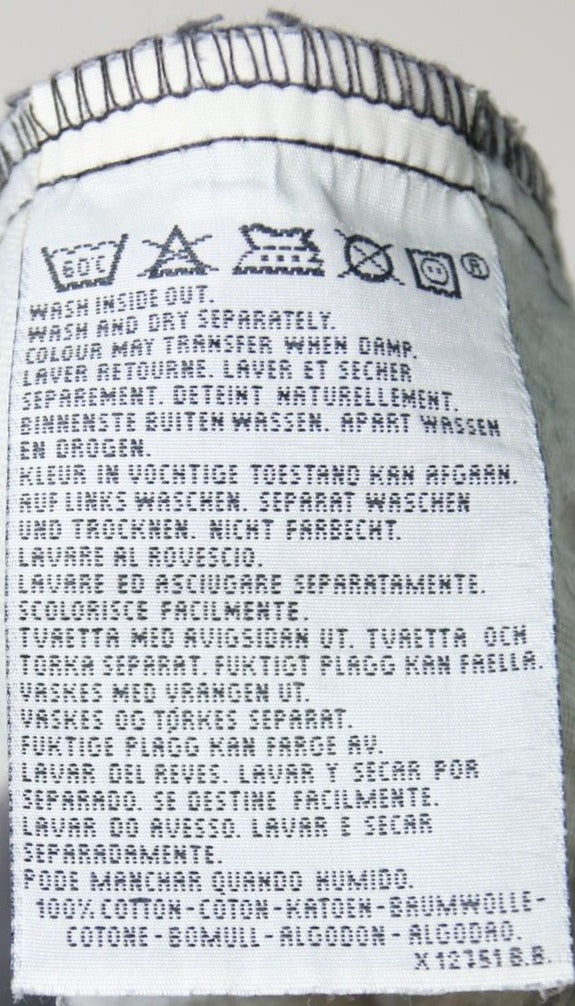 60°C ®
WASH INSIDE OUT.
WASH AND DRY SEPARATELY.
COLOUR MAY TRANSFER WHEN DAMP.
LAVER RETOURNE. LAVER ET SECHER
SEPAREMENT. DETEINT NATURELLEMENT.
BINNENSTE BUITEN WASSEN. APART WASSEN
EN DROGEN.
KLEUR IN VOCHTIGE TOESTAND KAN AFGAAN.
AUF LINKS WASCHEN. SEPARAT WASCHEN
UND TROCKNEN. NICHT FARBECHT.
LAVARE AL ROVESCIO.
LAVARE ED ASCIUGARE SEPARATAMENTE.
SCOLORISCE FACILMENTE.
TVAETTA MED AVIGSIDAN UT. TVAETTA OCH
TORKA SEPARAT. FUKTIGT PLAGG KAN FAELLA.
VASKES MED VRANGEN UT.
VASKES OG TØRKES SEPARAT.
FUKTIGE PLAGG KAN FARGE AV.
LAVAR DEL REVES. LAVAR Y SECAR POR
SEPARADO. SE DESTINE FACILMENTE.
LAVAR DO AVESSO. LAVAR E SECAR
SEPARADAMENTE.
PODE MANCHAR QUANDO HUMIDO.
100% COTTON-COTON-KATOEN-BAUMWOLLE-
COTONE-BOMULL-ALGODON-ALGODAO.
X 12751 B.B.